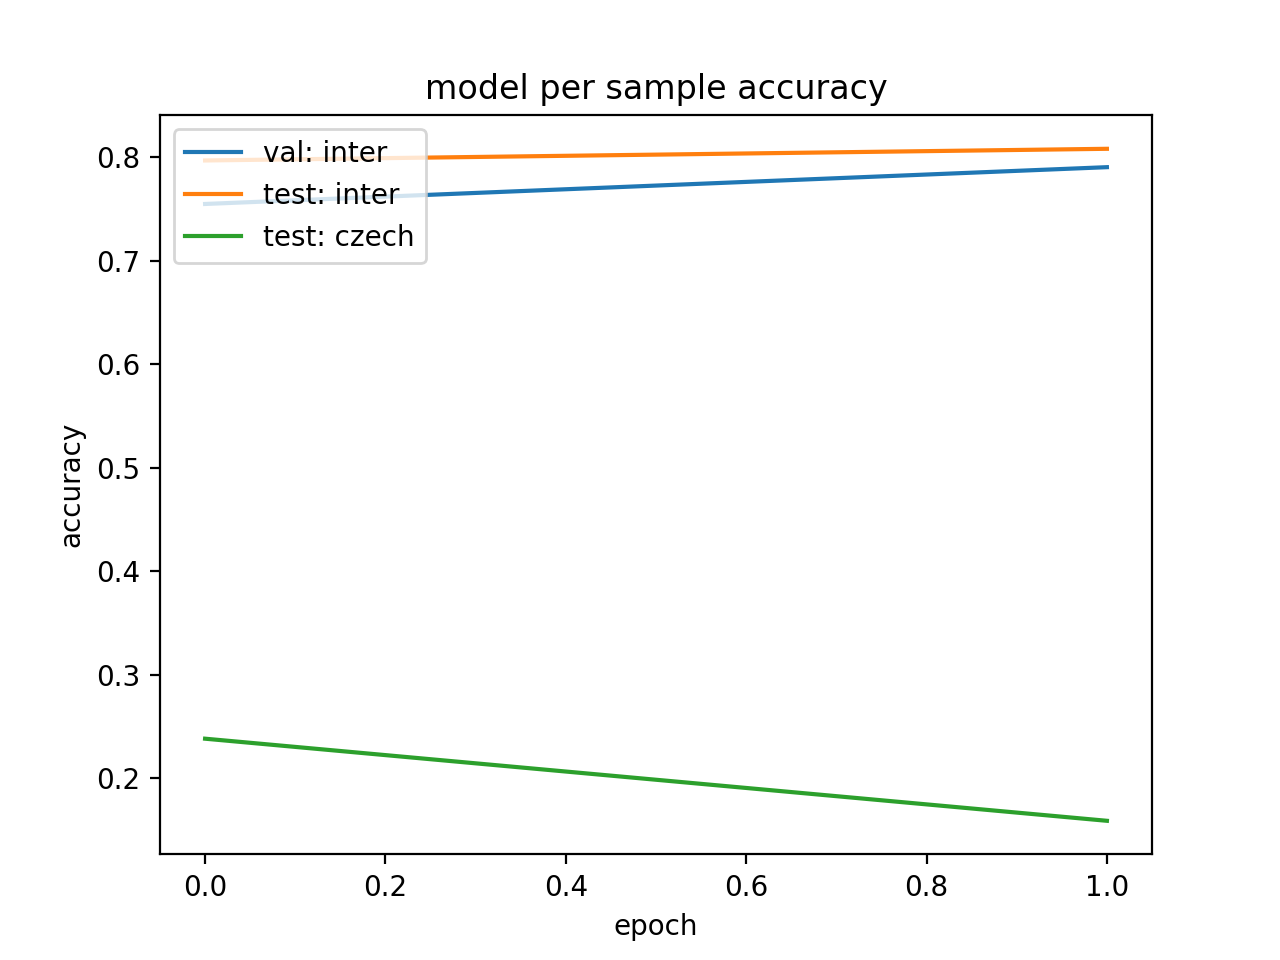 model per sample accuracy
val: inter
test: inter
test: czech
0.8
0.7
0.6
0.5
0.4
0.3
0.2
accuracy
0.0 0.2 0.4 0.6 0.8 1.0
epoch